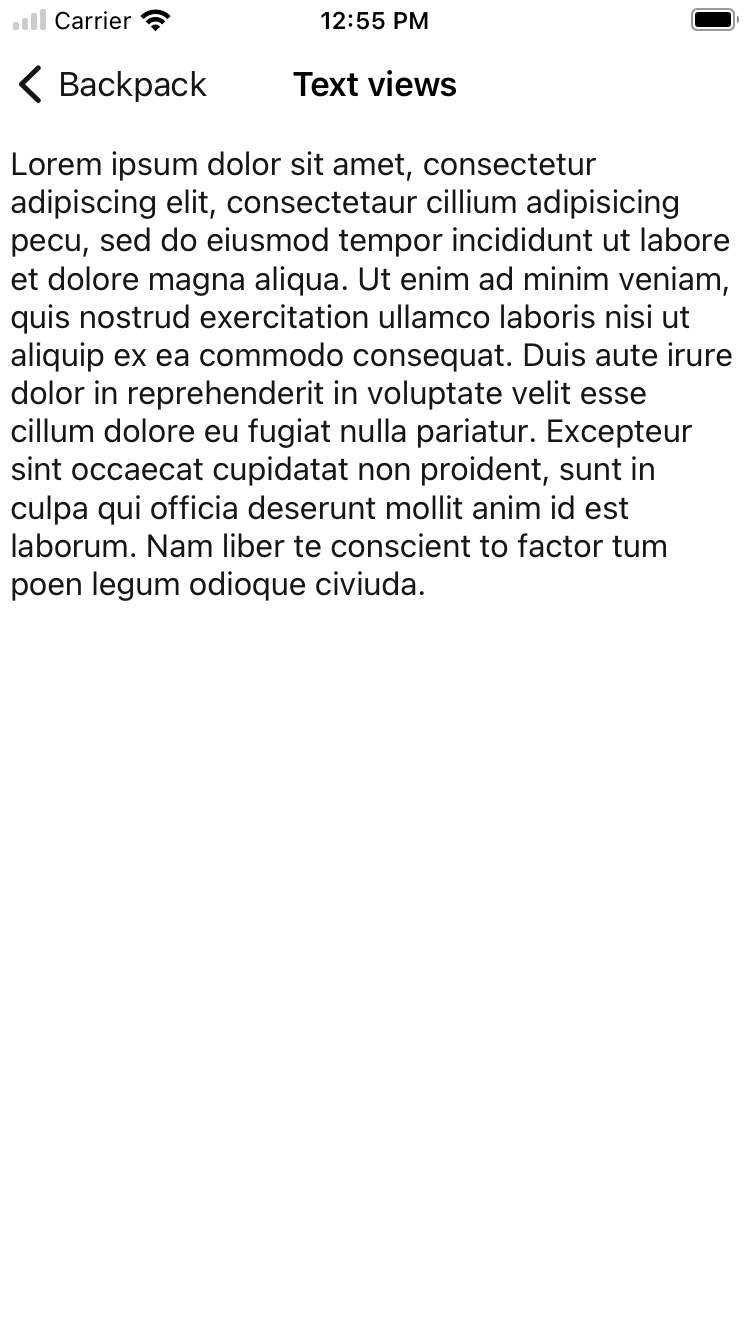 Carrier 12:55 PM
Backpack Text views
Lorem ipsum dolor sit amet, consectetur
adipiscing elit, consectetaur cillium adipisicing
pecu, sed do eiusmod tempor incididunt ut labore
et dolore magna aliqua. Ut enim ad minim veniam,
quis nostrud exercitation ullamco laboris nisi ut
aliquip ex ea commodo consequat. Duis aute irure
dolor in reprehenderit in voluptate velit esse
cillum dolore eu fugiat nulla pariatur. Excepteur
sint occaecat cupidatat non proident, sunt in
culpa qui officia deserunt mollit anim id est
laborum. Nam liber te conscient to factor tum
poen legum odioque civiuda.